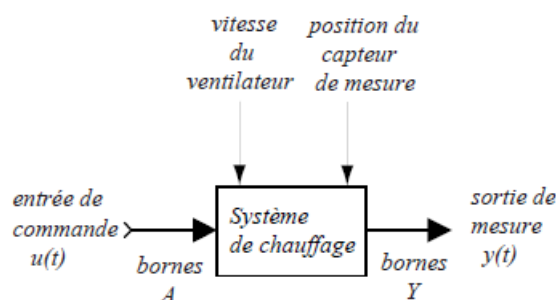 vitesse
du
ventilateur
position du
capteur
de mesure
entrée de
commande
u(t)
bornes
A
Système
de chauffage
bornes
Y
sortie de
mesure
y(t)